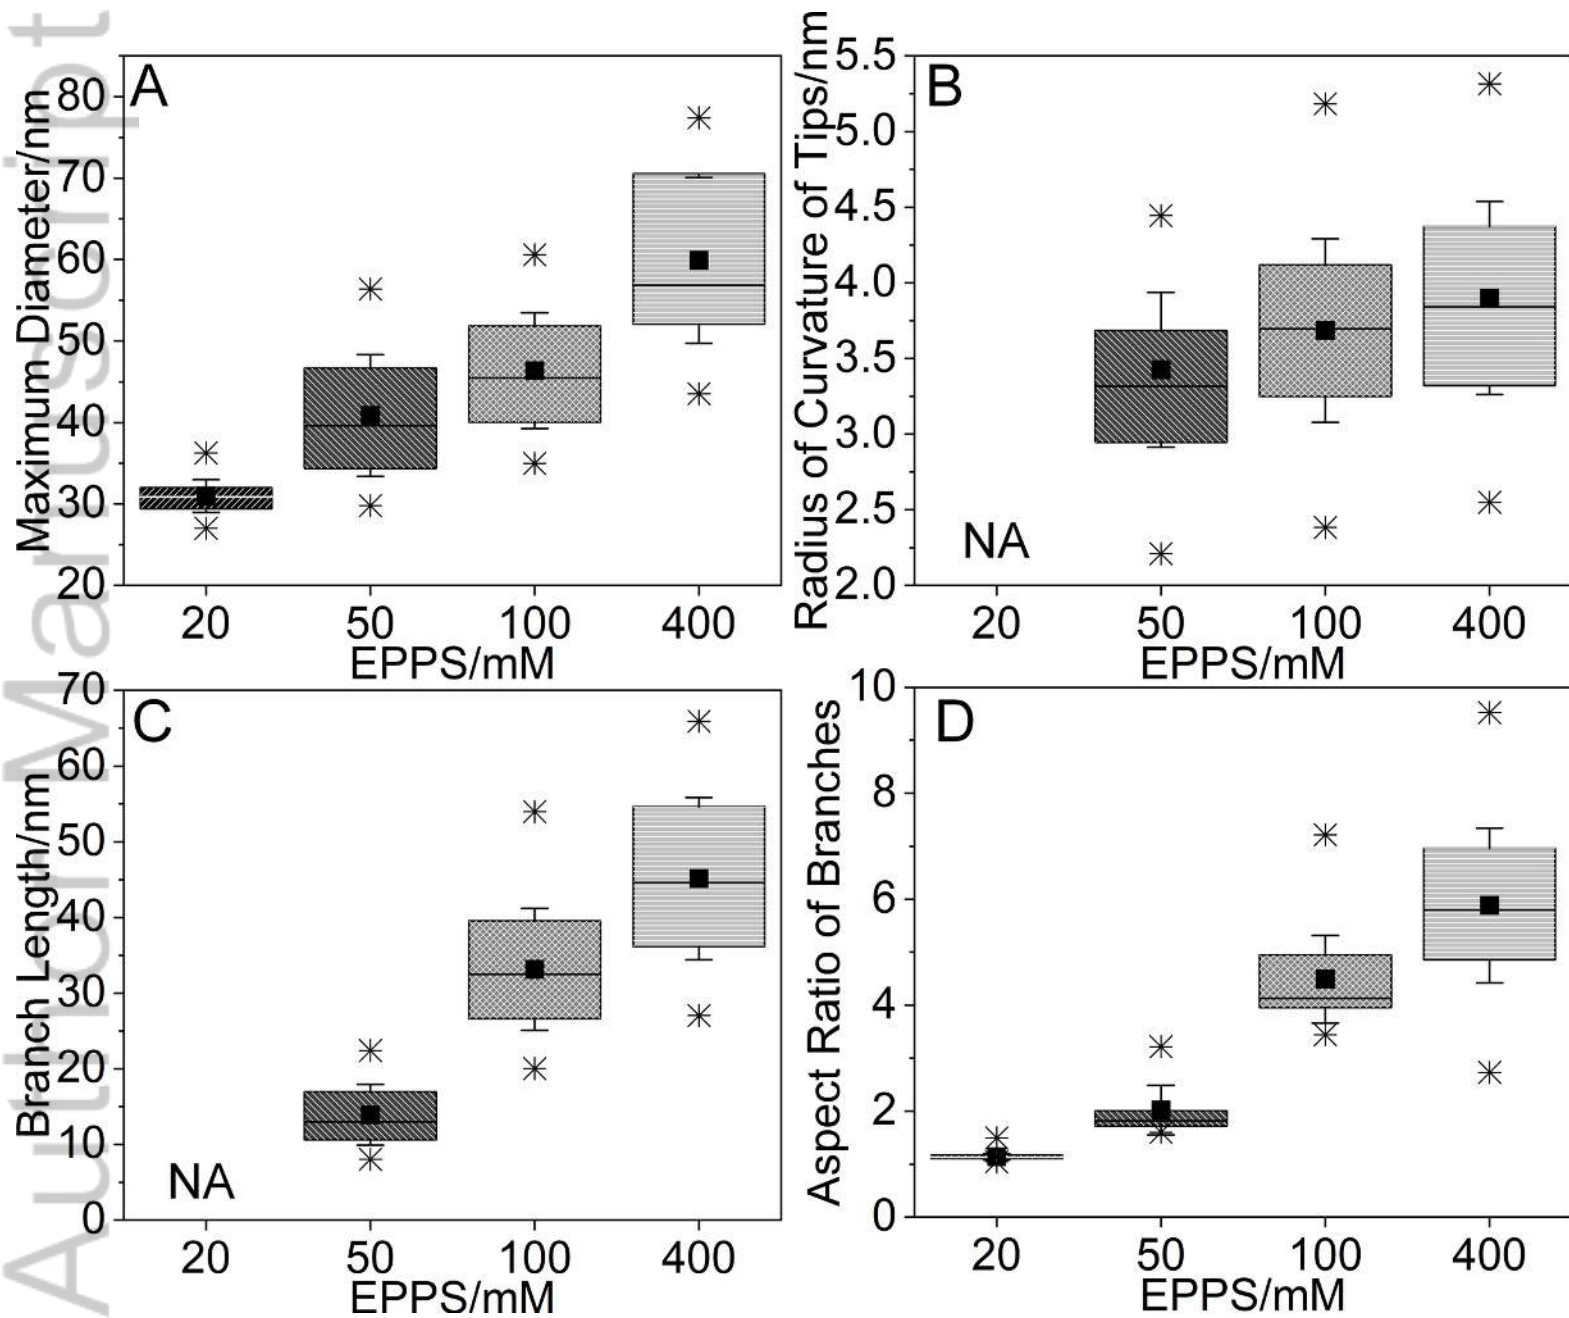 Author Manuscript
A
Maximum Diameter/nm
80
70
60
50
40
30
20
20 50 100 400
EPPS/mM
B
Radius of Curvature of Tips/nm
5.5
5.0
4.5
4.0
3.5
3.0
2.5
2.0
NA
20 50 100 400
EPPS/mM
C
Branch Length/nm
70
60
50
40
30
20
10
0
NA
20 50 100 400
EPPS/mM
D
Aspect Ratio of Branches
10
8
6
4
2
0
20 50 100 400
EPPS/mM